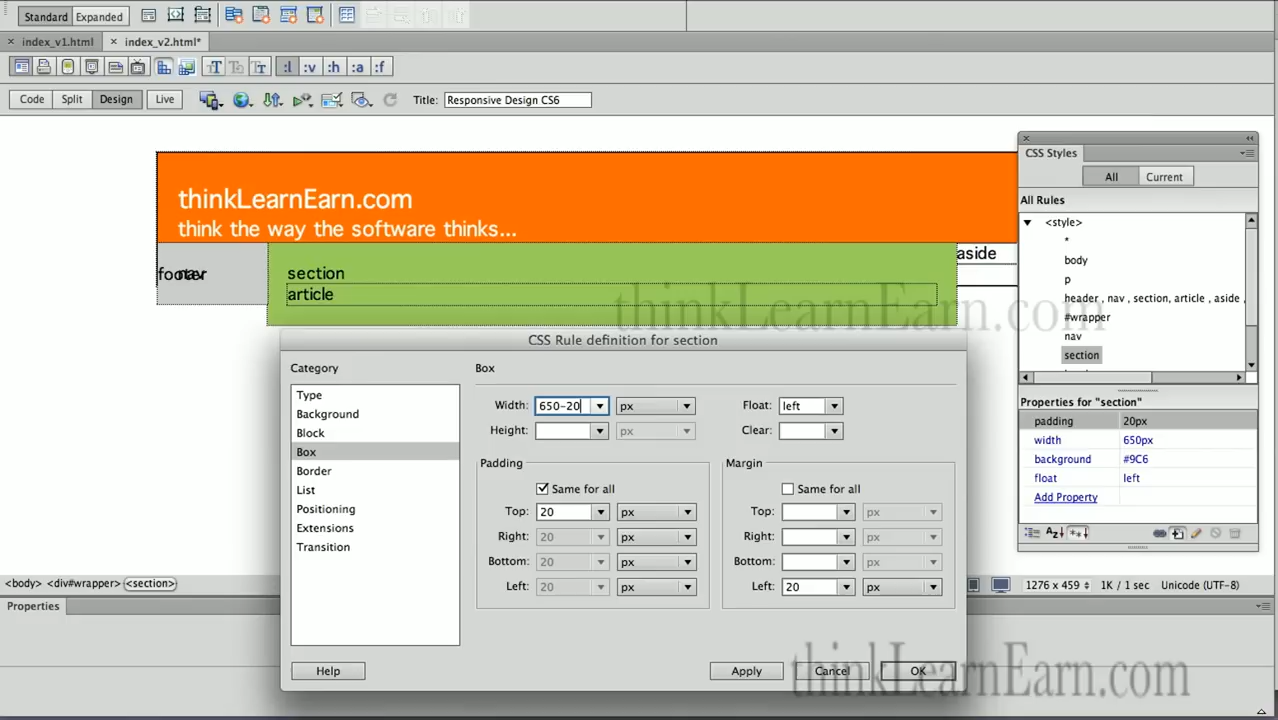 Standard Expanded
index_v1.html index_v2.html*
:l :v :h :a :f
Code Split Design Live Title: Responsive Design CS6
thinkLearnEarn.com
think the way the software thinks...
footer nav
section
article
aside
thinkLearnEarn.com
CSS Styles
All Current
All Rules
<style>
*
body
p
header , nav , section, article , aside ,
#wrapper
nav
section
Properties for "section"
padding 20px
width 650px
background #9C6
float left
Add Property
CSS Rule definition for section
Category
Type
Background
Block
Box
Border
List
Positioning
Extensions
Transition
Box
Width: 650-20 px Float: left
Height: px Clear:
Padding Margin
Same for all Same for all
Top: 20 px Top: px
Right: 20 px Right: px
Bottom: 20 px Bottom: px
Left: 20 px Left: 20 px
Help Apply Cancel OK
<body> <div#wrapper> <section>
1276 x 459 1K / 1 sec Unicode (UTF-8)
Properties
thinkLearnEarn.com